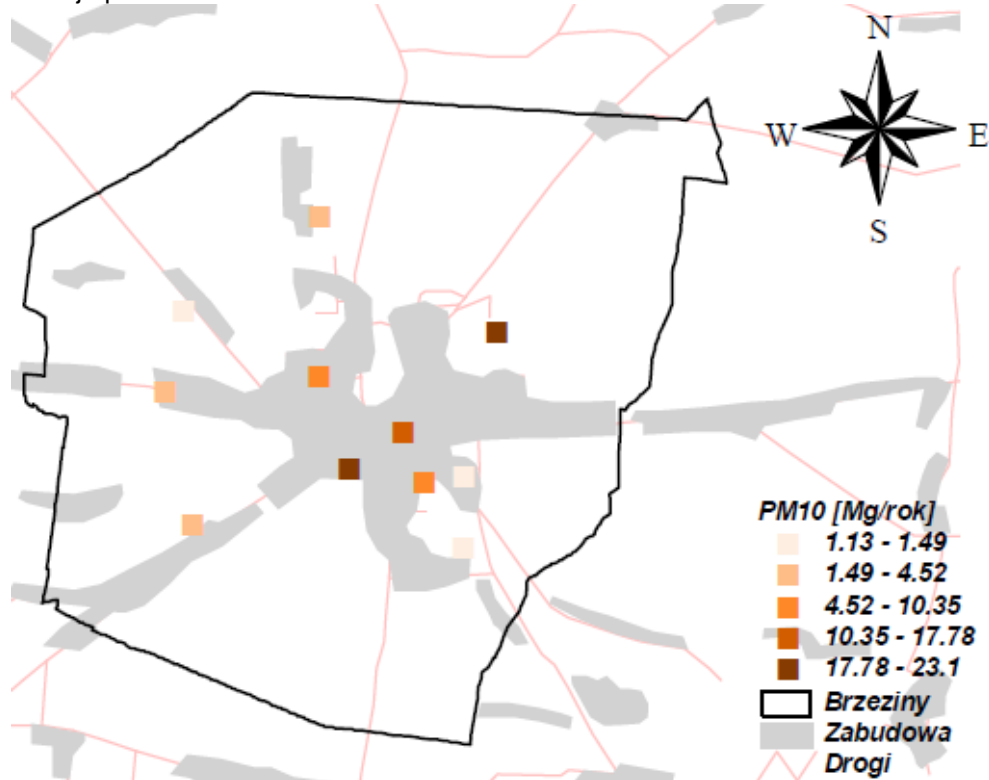 N
W E
S
PM10 [Mg/rok]
1.13 - 1.49
1.49 - 4.52
4.52 - 10.35
10.35 - 17.78
17.78 - 23.1
Brzeziny
Zabudowa
Drogi